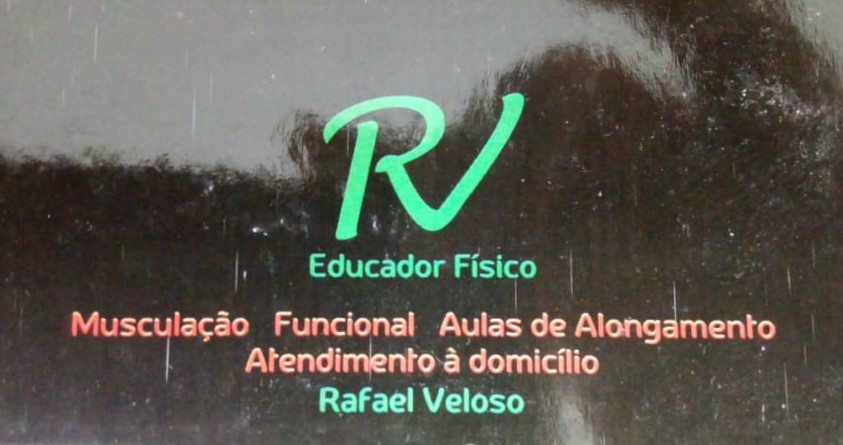 RV
Educador Físico
Musculação Funcional Aulas de Alongamento
Atendimento à domicílio
Rafael Veloso